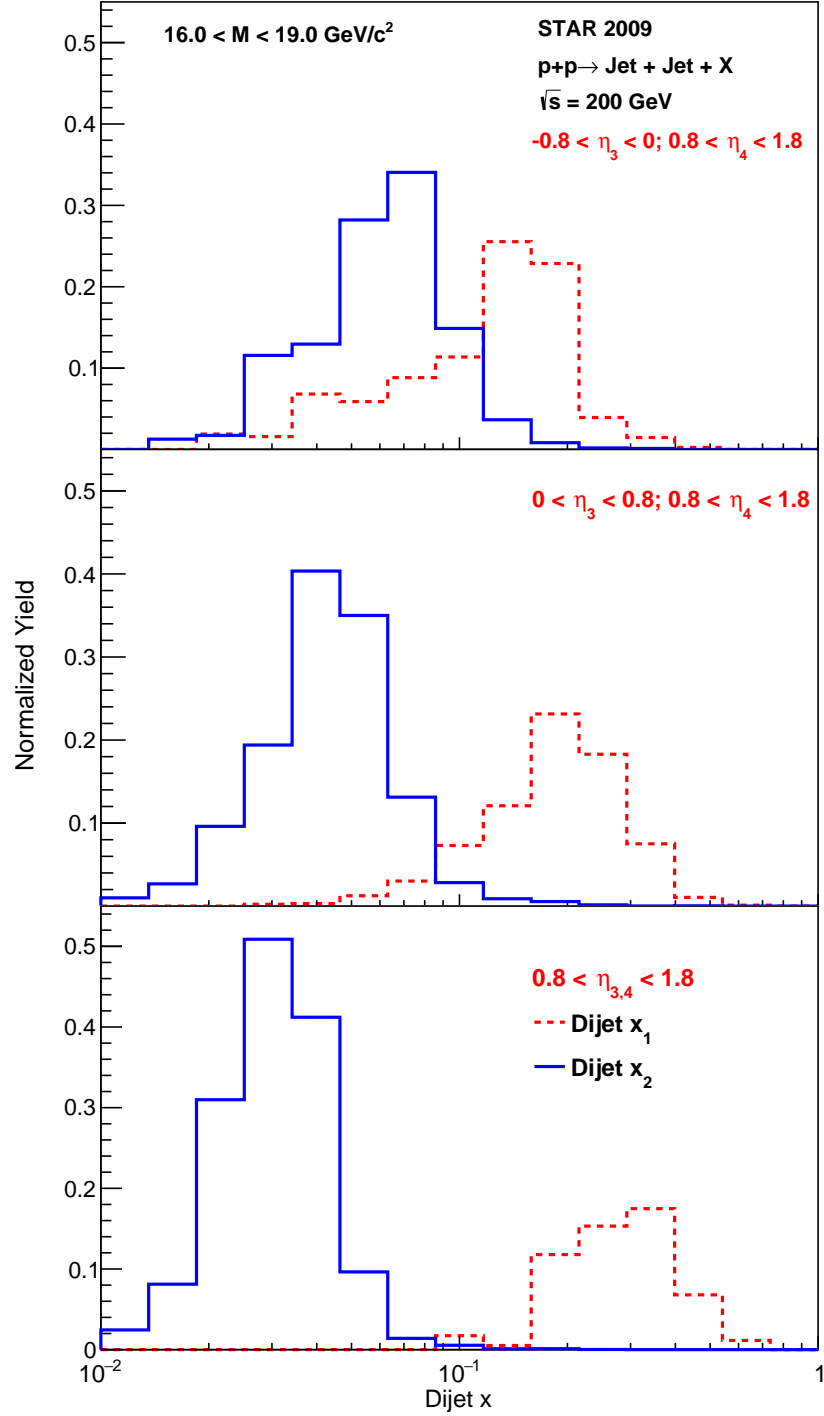 16.0 < M < 19.0 GeV/c²
STAR 2009
p+p→ Jet + Jet + X
√s = 200 GeV
-0.8 < η₃ < 0; 0.8 < η₄ < 1.8
0.5
0.4
0.3
0.2
0.1
0 < η₃ < 0.8; 0.8 < η₄ < 1.8
0.5
0.4
0.3
0.2
0.1
Normalized Yield
0.8 < η₃,₄ < 1.8
Dijet x₁
Dijet x₂
0.5
0.4
0.3
0.2
0.1
0
10⁻² 10⁻¹ 1
Dijet x